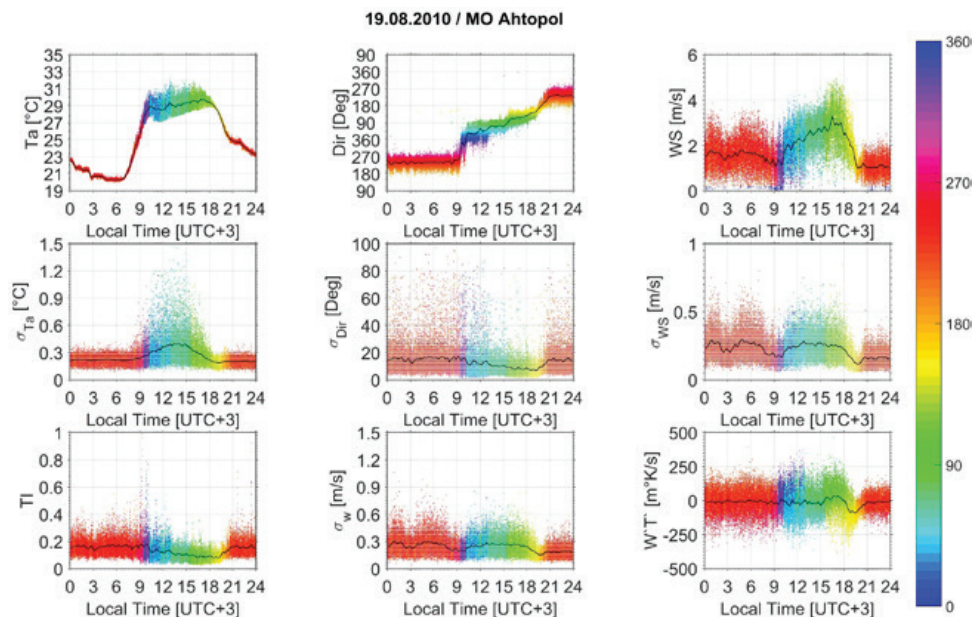 19.08.2010 / MO Ahtopol
Ta [°C]
35
33
31
29
27
25
23
21
19
0 3 6 9 12 15 18 21 24
Local Time [UTC+3]
Dir [Deg]
90
360
270
180
90
360
270
180
90
0 3 6 9 12 15 18 21 24
Local Time [UTC+3]
WS [m/s]
6
4
2
0
0 3 6 9 12 15 18 21 24
Local Time [UTC+3]
σTa [°C]
1.5
1.2
0.9
0.6
0.3
0
0 3 6 9 12 15 18 21 24
Local Time [UTC+3]
σDir [Deg]
100
80
60
40
20
0
0 3 6 9 12 15 18 21 24
Local Time [UTC+3]
σWS [m/s]
1
0.5
0
0 3 6 9 12 15 18 21 24
Local Time [UTC+3]
TI
1
0.8
0.6
0.4
0.2
0
0 3 6 9 12 15 18 21 24
Local Time [UTC+3]
σw [m/s]
1.5
1.2
0.9
0.6
0.3
0
0 3 6 9 12 15 18 21 24
Local Time [UTC+3]
W`T` [m°K/s]
500
250
0
-250
-500
0 3 6 9 12 15 18 21 24
Local Time [UTC+3]
3600
2700
90
0